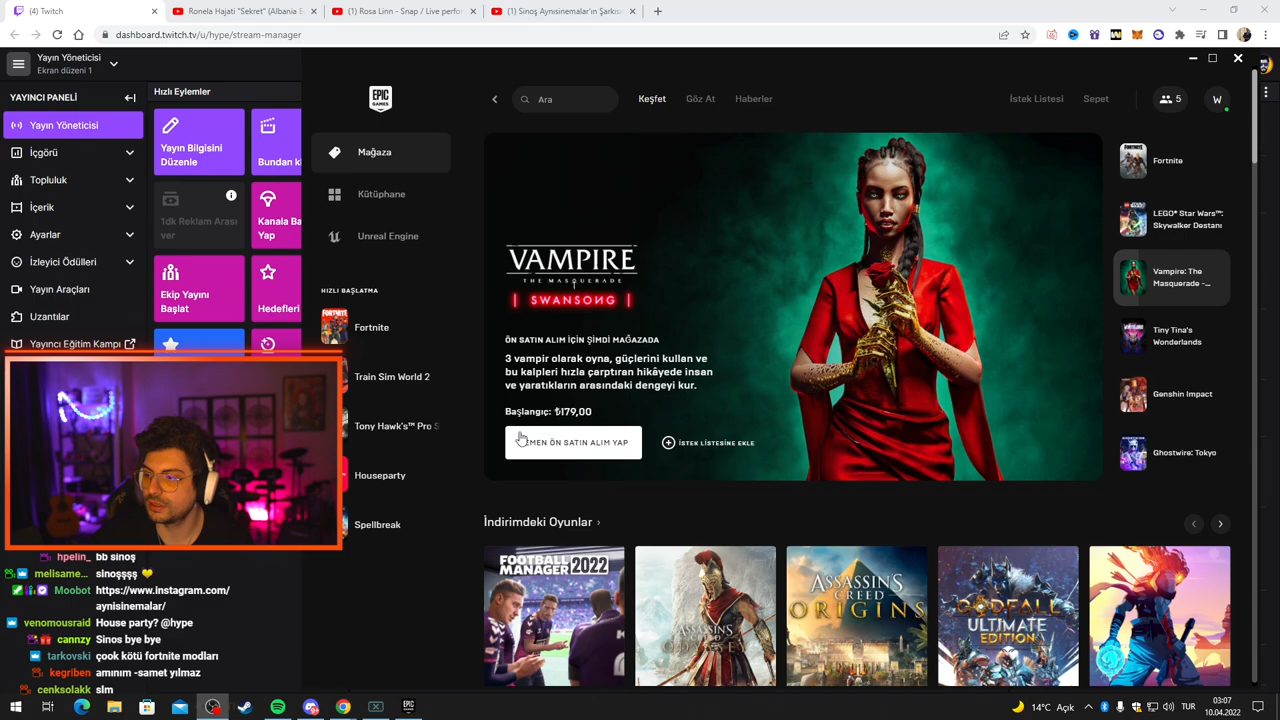 (4) Twitch
Ronela Hajati "Sekret" (Albania E
(1) Rosa Linn - Snap / Live perfor
(1) Sinoş Aynısinemalar'ın Şarkısı
dashboard.twitch.tv/u/hype/stream-manager
Yayın Yöneticisi
Ekran düzeni 1
YAYINCI PANELİ
Yayın Yöneticisi
İçgörü
Topluluk
İçerik
Ayarlar
İzleyici Ödülleri
Yayın Araçları
Uzantılar
Yayıncı Eğitim Kampı
Hızlı Eylemler
Yayın Bilgisini
Düzenle
Bundan kl
1dk Reklam Arası
ver
Kanala Ba
Yap
Ekip Yayını
Başlat
Hedefleri
EPIC
GAMES
Mağaza
Kütüphane
Unreal Engine
HIZLI BAŞLATMA
FORTNITE
Fortnite
Train Sim World 2
Tony Hawk's™ Pro S
Houseparty
Spellbreak
Ara
Keşfet
Göz At
Haberler
İstek Listesi
Sepet
5
W
VAMPIRE
THE MASQUERADE
SWANSONG
ÖN SATIN ALIM İÇİN ŞİMDİ MAĞAZADA
3 vampir olarak oyna, güçlerini kullan ve
bu kalpleri hızla çarptıran hikâyede insan
ve yaratıkların arasındaki dengeyi kur.
Başlangıç: ₺179,00
EMEN ÖN SATIN ALIM YAP
İSTEK LİSTESİNE EKLE
Fortnite
LEGO® Star Wars™:
Skywalker Destanı
Vampire: The
Masquerade -...
Tiny Tina's
Wonderlands
Genshin Impact
Ghostwire: Tokyo
İndirimdeki Oyunlar
FOOTBALL
MANAGER 2022
ASSASSIN'S
CREED
ASSASSIN'S
CREED
ORIGINS
GODFALL
ULTIMATE
EDITION
hpelin_ bb sinoş
melisame... sinoşşşş
Moobot https://www.instagram.com/
aynisinemalar/
venomousraid House party? @hype
cannzy Sinos bye bye
tarkovski çook kötü fortnite modları
kegriben amınım -samet yılmaz
cenksolakk slm
14°C Açık
TUR
03:07
10.04.2022